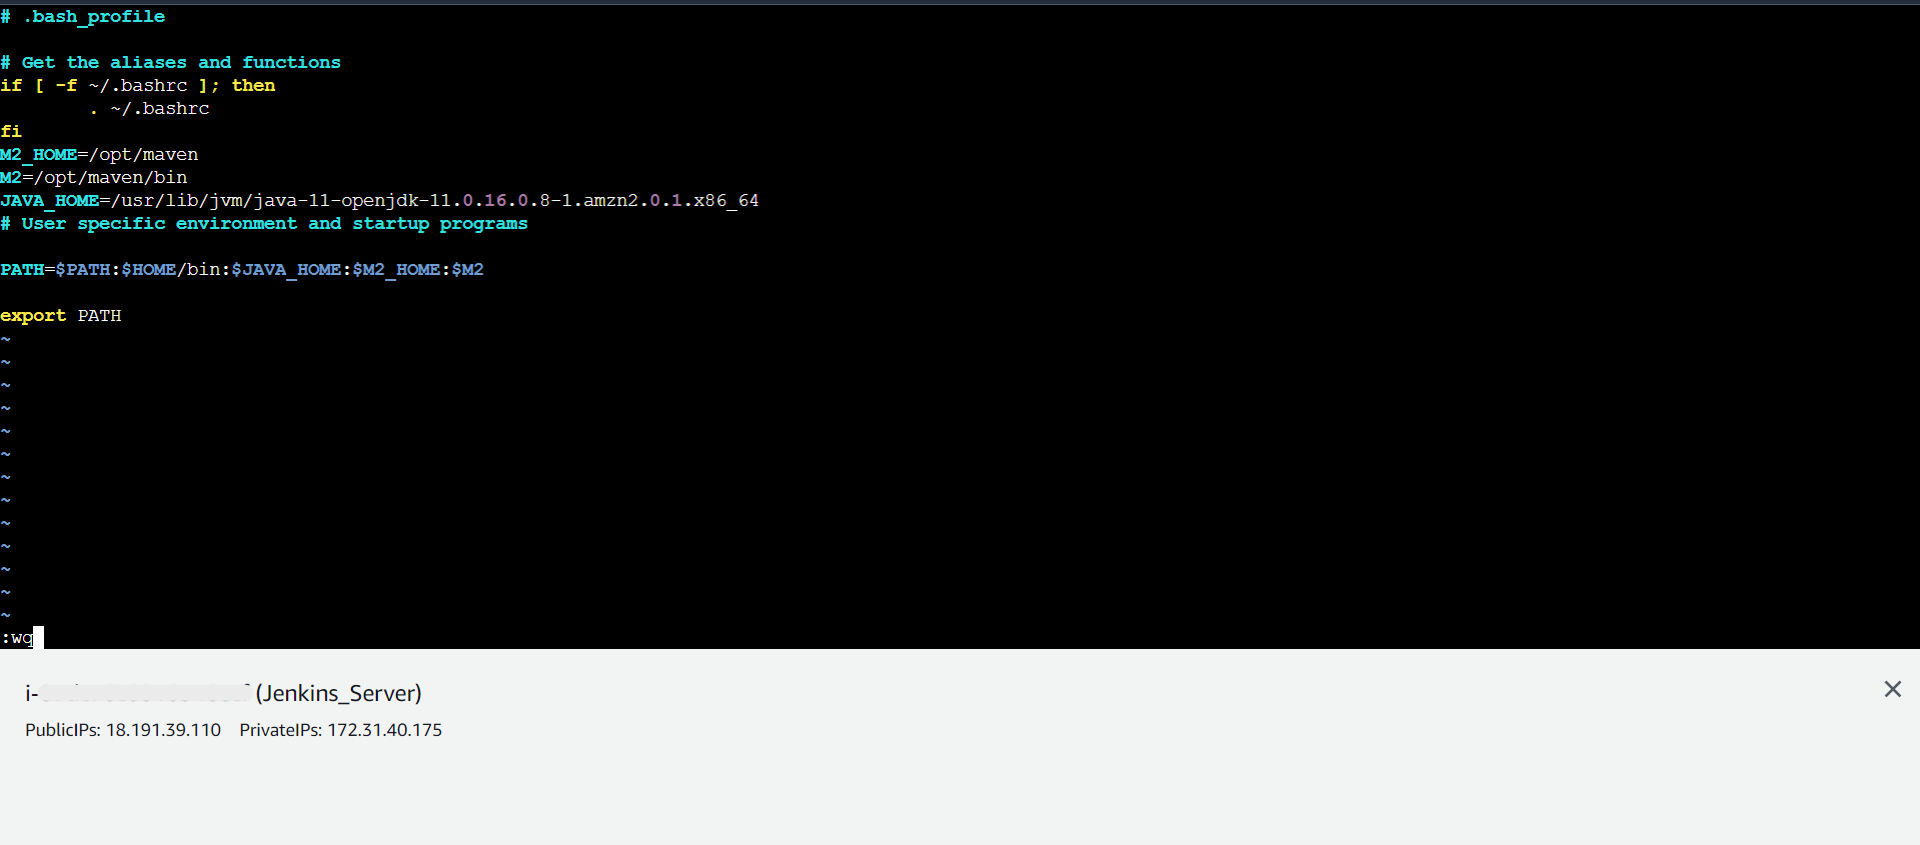 # .bash_profile
# Get the aliases and functions
if [ -f ~/.bashrc ]; then
. ~/.bashrc
fi
M2_HOME=/opt/maven
M2=/opt/maven/bin
JAVA_HOME=/usr/lib/jvm/java-11-openjdk-11.0.16.0.8-1.amzn2.0.1.x86_64
# User specific environment and startup programs
PATH=$PATH:$HOME/bin:$JAVA_HOME:$M2_HOME:$M2
export PATH
~
~
~
~
~
~
~
~
~
~
~
~
~
:wq
i- (Jenkins_Server)
PublicIPs: 18.191.39.110 PrivateIPs: 172.31.40.175